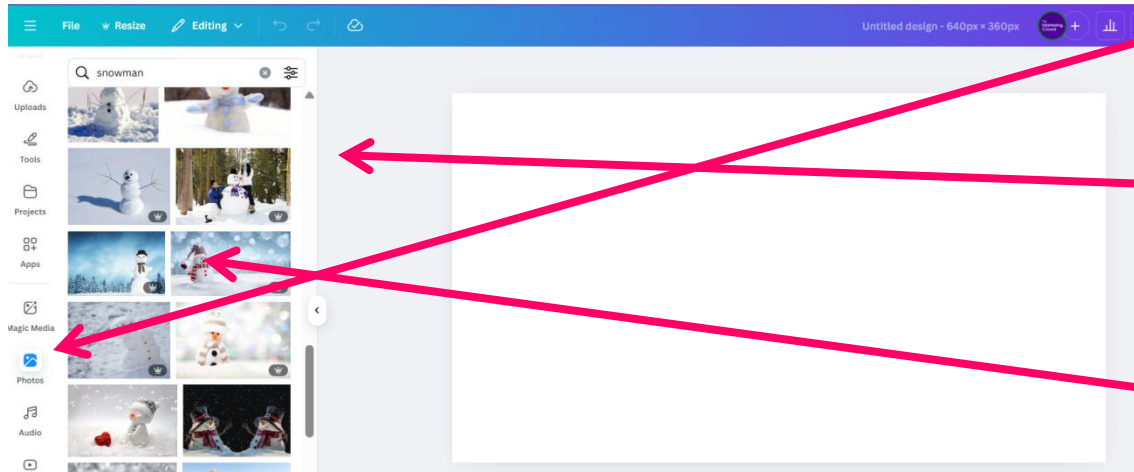 File Resize Editing Untitled design - 640px × 360px
snowman
Uploads
Tools
Projects
Apps
Magic Media
Photos
Audio